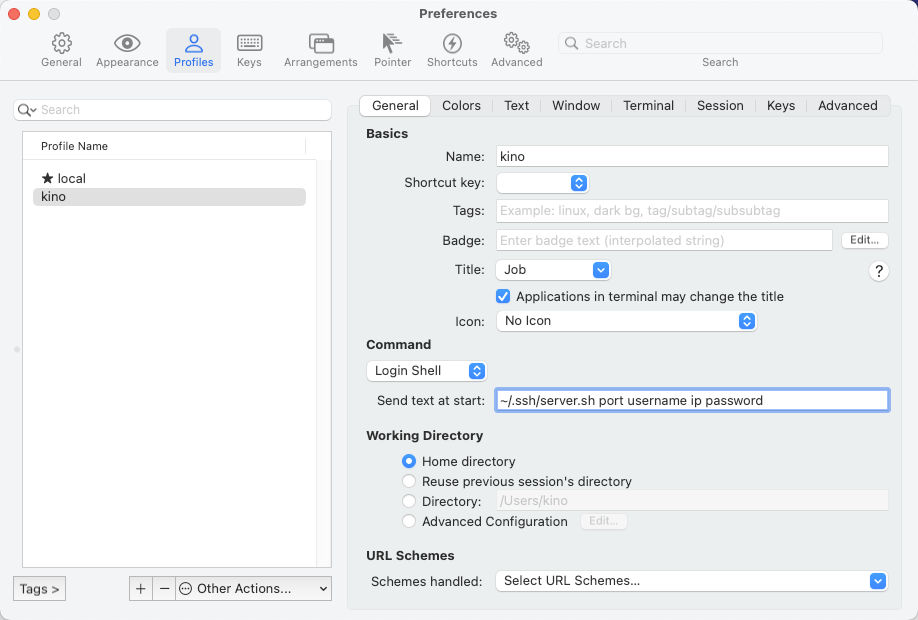 Preferences
General
Appearance
Profiles
Keys
Arrangements
Pointer
Shortcuts
Advanced
Search
Search
Search
Profile Name
★ local
kino
Tags >
+
−
Other Actions...
General
Colors
Text
Window
Terminal
Session
Keys
Advanced
Basics
Name: kino
Shortcut key:
Tags: Example: linux, dark bg, tag/subtag/subsubtag
Badge: Enter badge text (interpolated string) Edit...
Title: Job ?
Applications in terminal may change the title
Icon: No Icon
Command
Login Shell
Send text at start: ~/.ssh/server.sh port username ip password
Working Directory
Home directory
Reuse previous session's directory
Directory: /Users/kino
Advanced Configuration Edit...
URL Schemes
Schemes handled: Select URL Schemes...